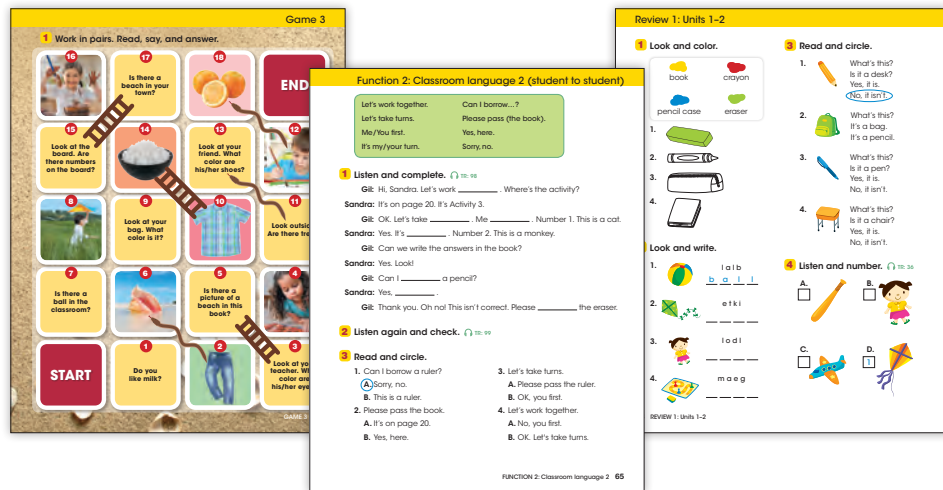 Game 3
1 Work in pairs. Read, say, and answer.
16
17
Is there a
beach in your
town?
18
END
15
Look at the
board. Are
there numbers
on the board?
14
13
Look at your
friend. What
color are
his/her shoes?
12
8
9
Look at your
bag. What
color is it?
10
11
Look outside
Are there
7
Is there a
ball in the
classroom?
6
5
Is there a
picture of a
beach in this
book?
4
START
1
Do you
like milk?
2
3
Look at
teacher.
color are
his/her
GAME 3
Function 2: Classroom language 2 (student to student)
Let's work together.
Let's take turns.
Me/You first.
It's my/your turn.
Can I borrow...?
Please pass (the book).
Yes, here.
Sorry, no.
1 Listen and complete. TR: 98
Gil: Hi, Sandra. Let's work ________. Where's the activity?
Sandra: It's on page 20. It's Activity 3.
Gil: OK. Let's take ________. Me ________. Number 1. This is a cat.
Sandra: Yes. It's ________. Number 2. This is a monkey.
Gil: Can we write the answers in the book?
Sandra: Yes. Look!
Gil: Can I ________ a pencil?
Sandra: Yes, ________.
Gil: Thank you. Oh no! This isn't correct. Please ________ the eraser.
2 Listen again and check. TR: 99
3 Read and circle.
1. Can I borrow a ruler?
A. Sorry, no.
B. This is a ruler.
2. Please pass the book.
A. It's on page 20.
B. Yes, here.
3. Let's take turns.
A. Please pass the ruler.
B. OK, you first.
4. Let's work together.
A. No, you first.
B. OK. Let's take turns.
FUNCTION 2: Classroom language 2 65
Review 1: Units 1–2
1 Look and color.
book
crayon
pencil case
eraser
1.
2.
3.
4.
Look and write.
1. l a l b
b a l l
2. e t k i
3. l o d l
4. m a e g
3 Read and circle.
1. What's this?
Is it a desk?
Yes, it is.
No, it isn't.
2. What's this?
It's a bag.
It's a pencil.
3. What's this?
Is it a pen?
Yes, it is.
No, it isn't.
4. What's this?
Is it a chair?
Yes, it is.
No, it isn't.
4 Listen and number. TR: 36
A.
B.
C.
D.
1
REVIEW 1: Units 1–2